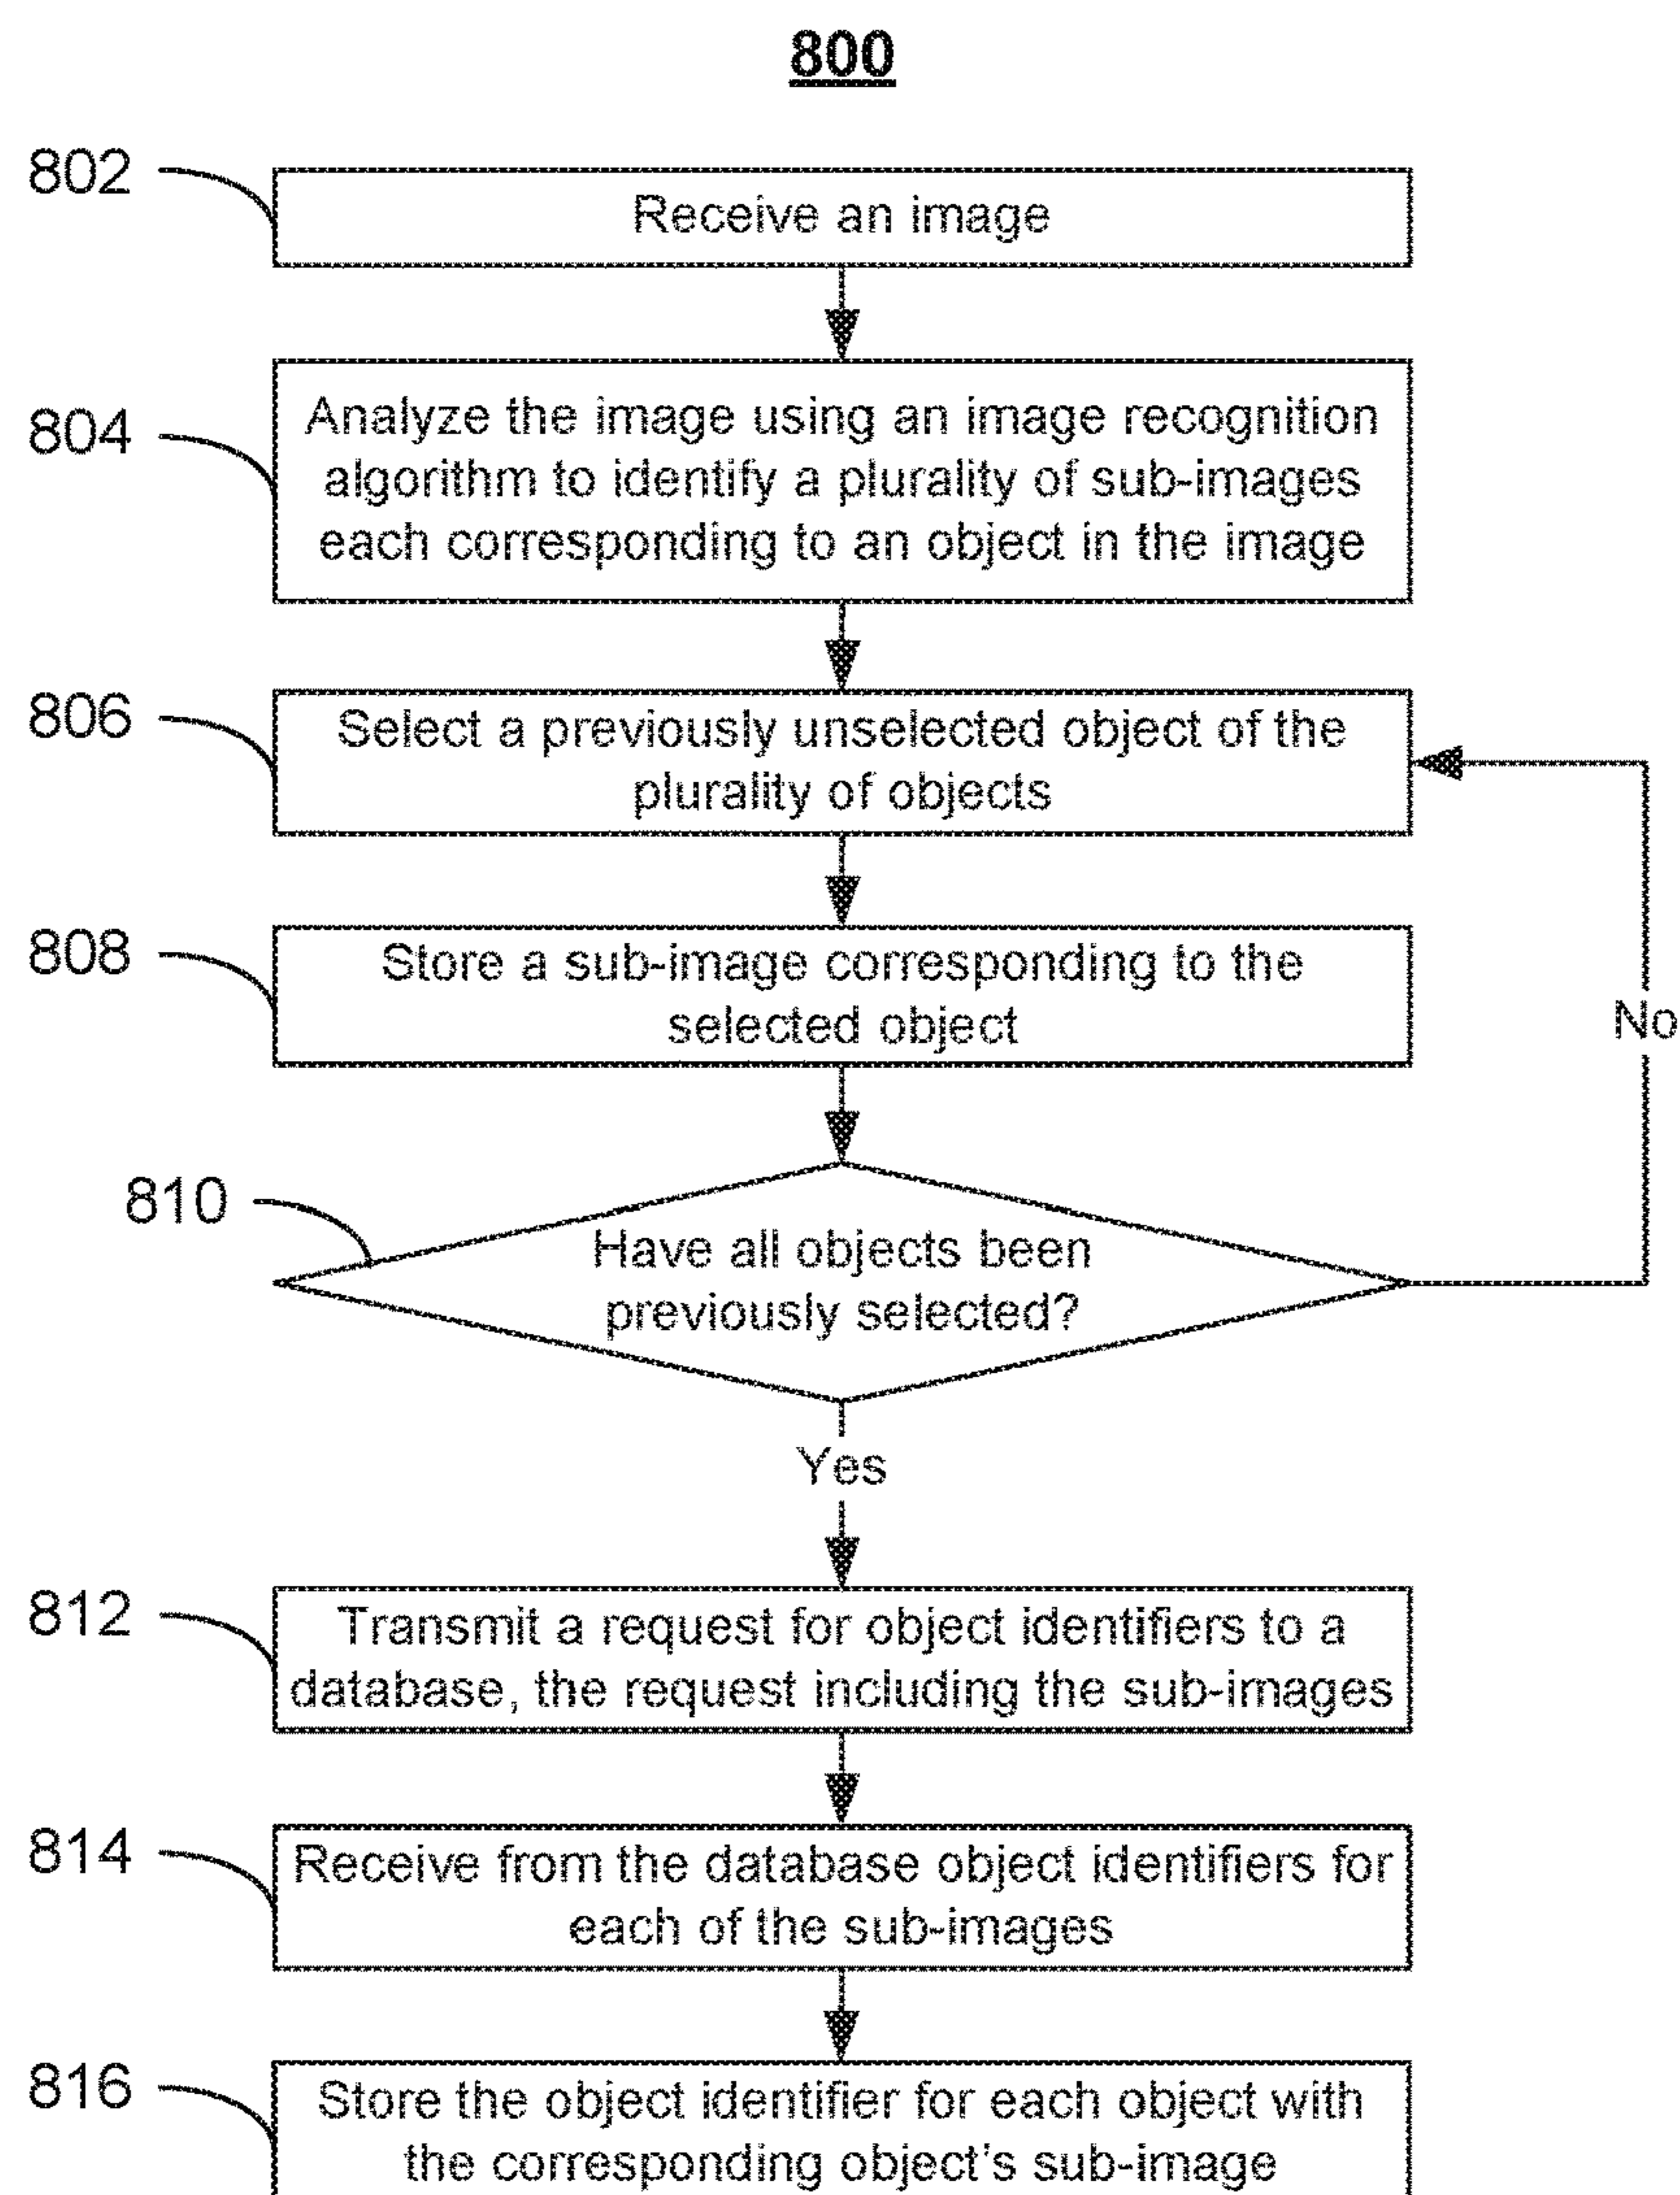 800
802
Receive an image
804
Analyze the image using an image recognition
algorithm to identify a plurality of sub-images
each corresponding to an object in the image
806
Select a previously unselected object of the
plurality of objects
808
Store a sub-image corresponding to the
selected object
No
810
Have all objects been
previously selected?
Yes
812
Transmit a request for object identifiers to a
database, the request including the sub-images
814
Receive from the database object identifiers for
each of the sub-images
816
Store the object identifier for each object with
the corresponding object's sub-image